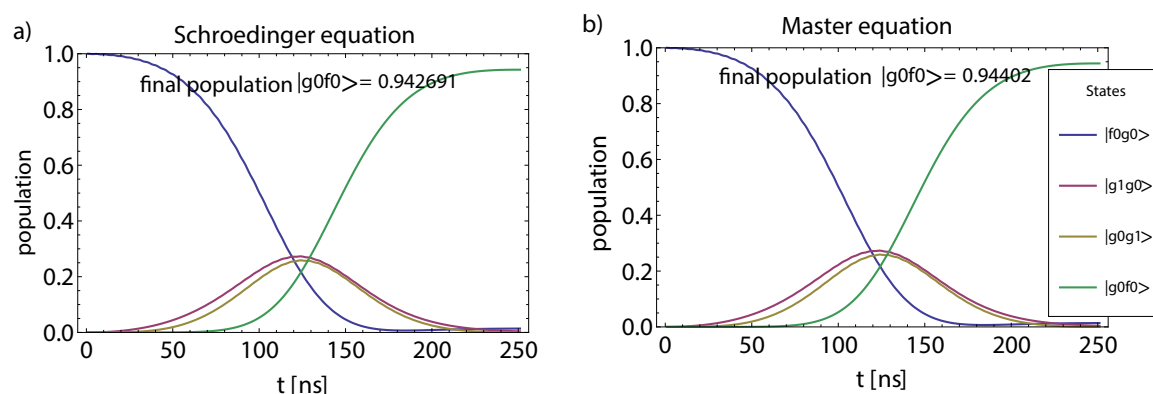 a)
Schroedinger equation
final population |g0f0>= 0.942691
population
1.0
0.8
0.6
0.4
0.2
0.0
0
50
100
150
200
250
t [ns]
b)
Master equation
final population |g0f0>= 0.94402
population
1.0
0.8
0.6
0.4
0.2
0.0
0
50
100
150
200
250
t [ns]
States
|f0g0>
|g1g0>
|g0g1>
|g0f0>